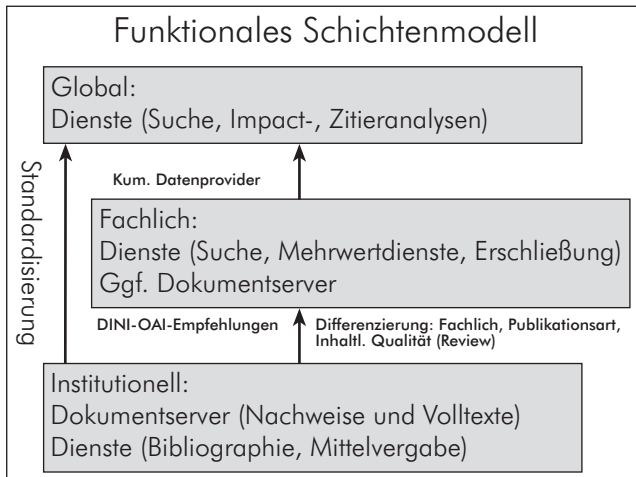 Funktionales Schichtenmodell
Global:
Dienste (Suche, Impact-, Zitieranalysen)
Standardisierung
Kum. Datenprovider
Fachlich:
Dienste (Suche, Mehrwertdienste, Erschließung)
Ggf. Dokumentserver
DINI-OAI-Empfehlungen
Differenzierung: Fachlich, Publikationsart,
Inhaltl. Qualität (Review)
Institutionell:
Dokumentserver (Nachweise und Volltexte)
Dienste (Bibliographie, Mittelvergabe)